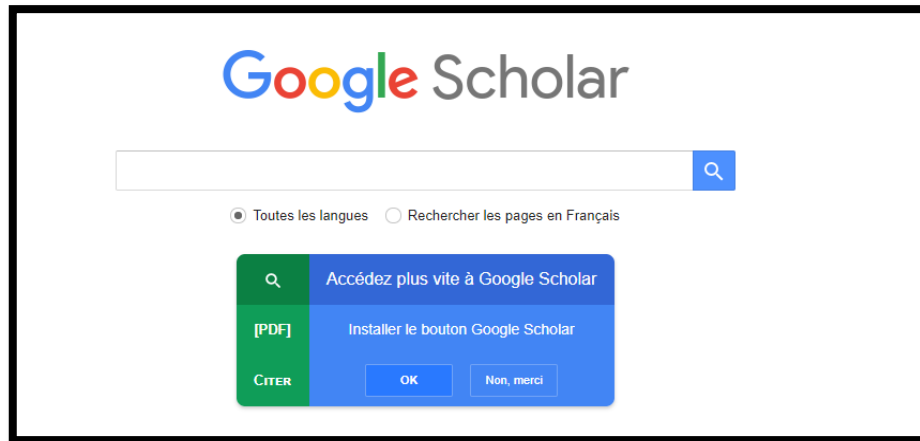 Google Scholar
Toutes les langues Rechercher les pages en Français
Accédez plus vite à Google Scholar
[PDF] Installer le bouton Google Scholar
CITER OK Non, merci